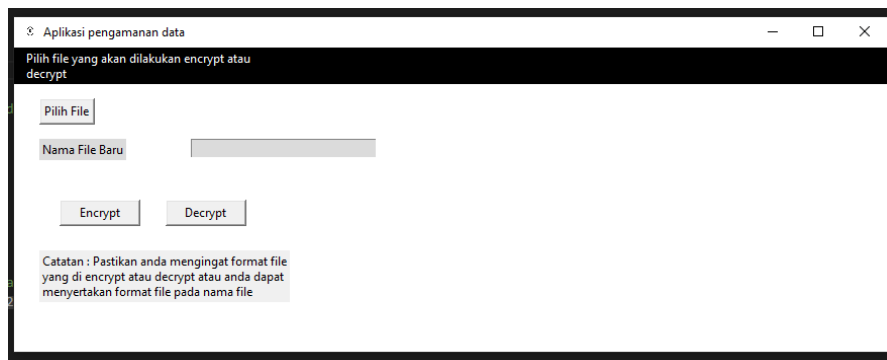 Aplikasi pengamanan data
Pilih file yang akan dilakukan encrypt atau
decrypt
Pilih File
Nama File Baru
Encrypt Decrypt
Catatan : Pastikan anda mengingat format file
yang di encrypt atau decrypt atau anda dapat
menyertakan format file pada nama file